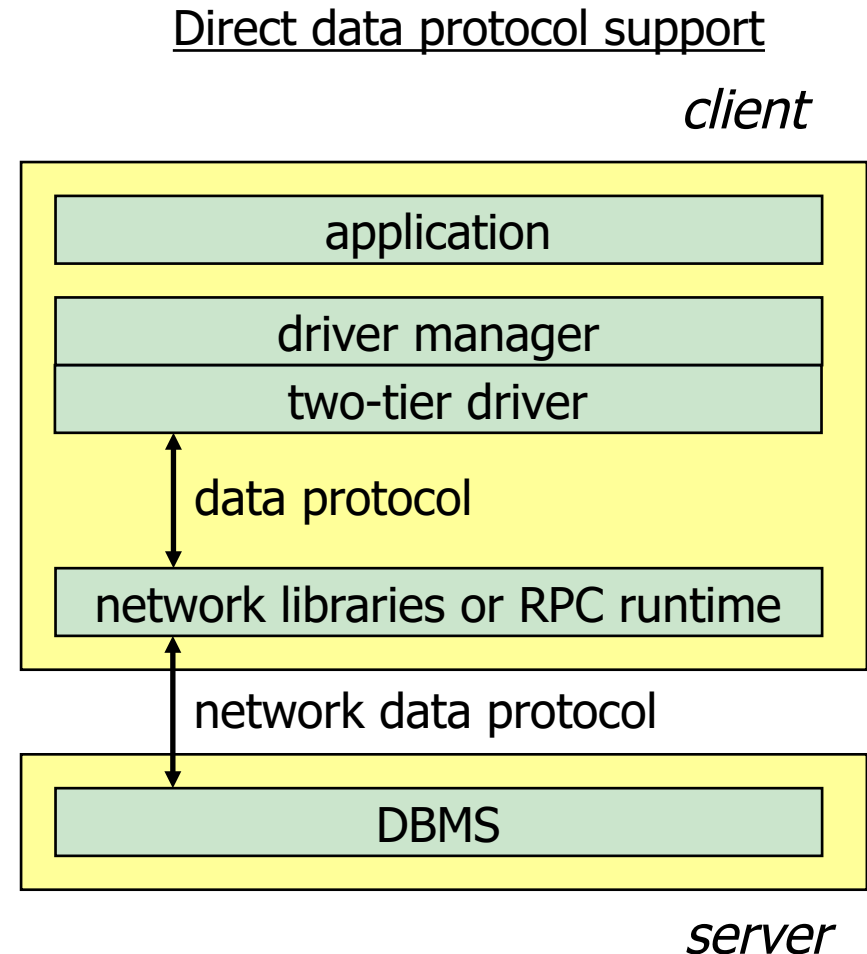 Direct data protocol support
client
application
driver manager
two-tier driver
data protocol
network libraries or RPC runtime
network data protocol
DBMS
server